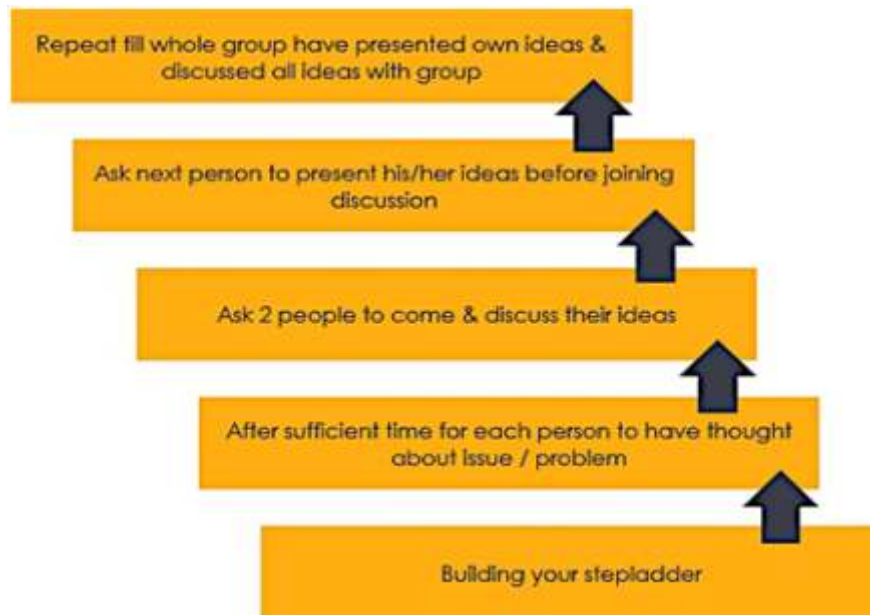 Repeat till whole group have presented own ideas &
discussed all ideas with group
Ask next person to present his/her ideas before joining
discussion
Ask 2 people to come & discuss their ideas
After sufficient time for each person to have thought
about issue / problem
Building your stepladder